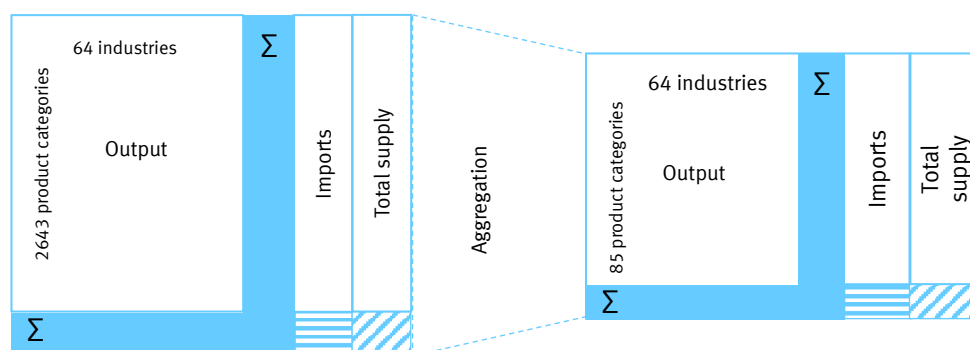 64 industries
Σ
2643 product categories
Output
Imports
Total supply
Σ
Aggregation
64 industries
Σ
85 product categories
Output
Imports
Total
supply
Σ